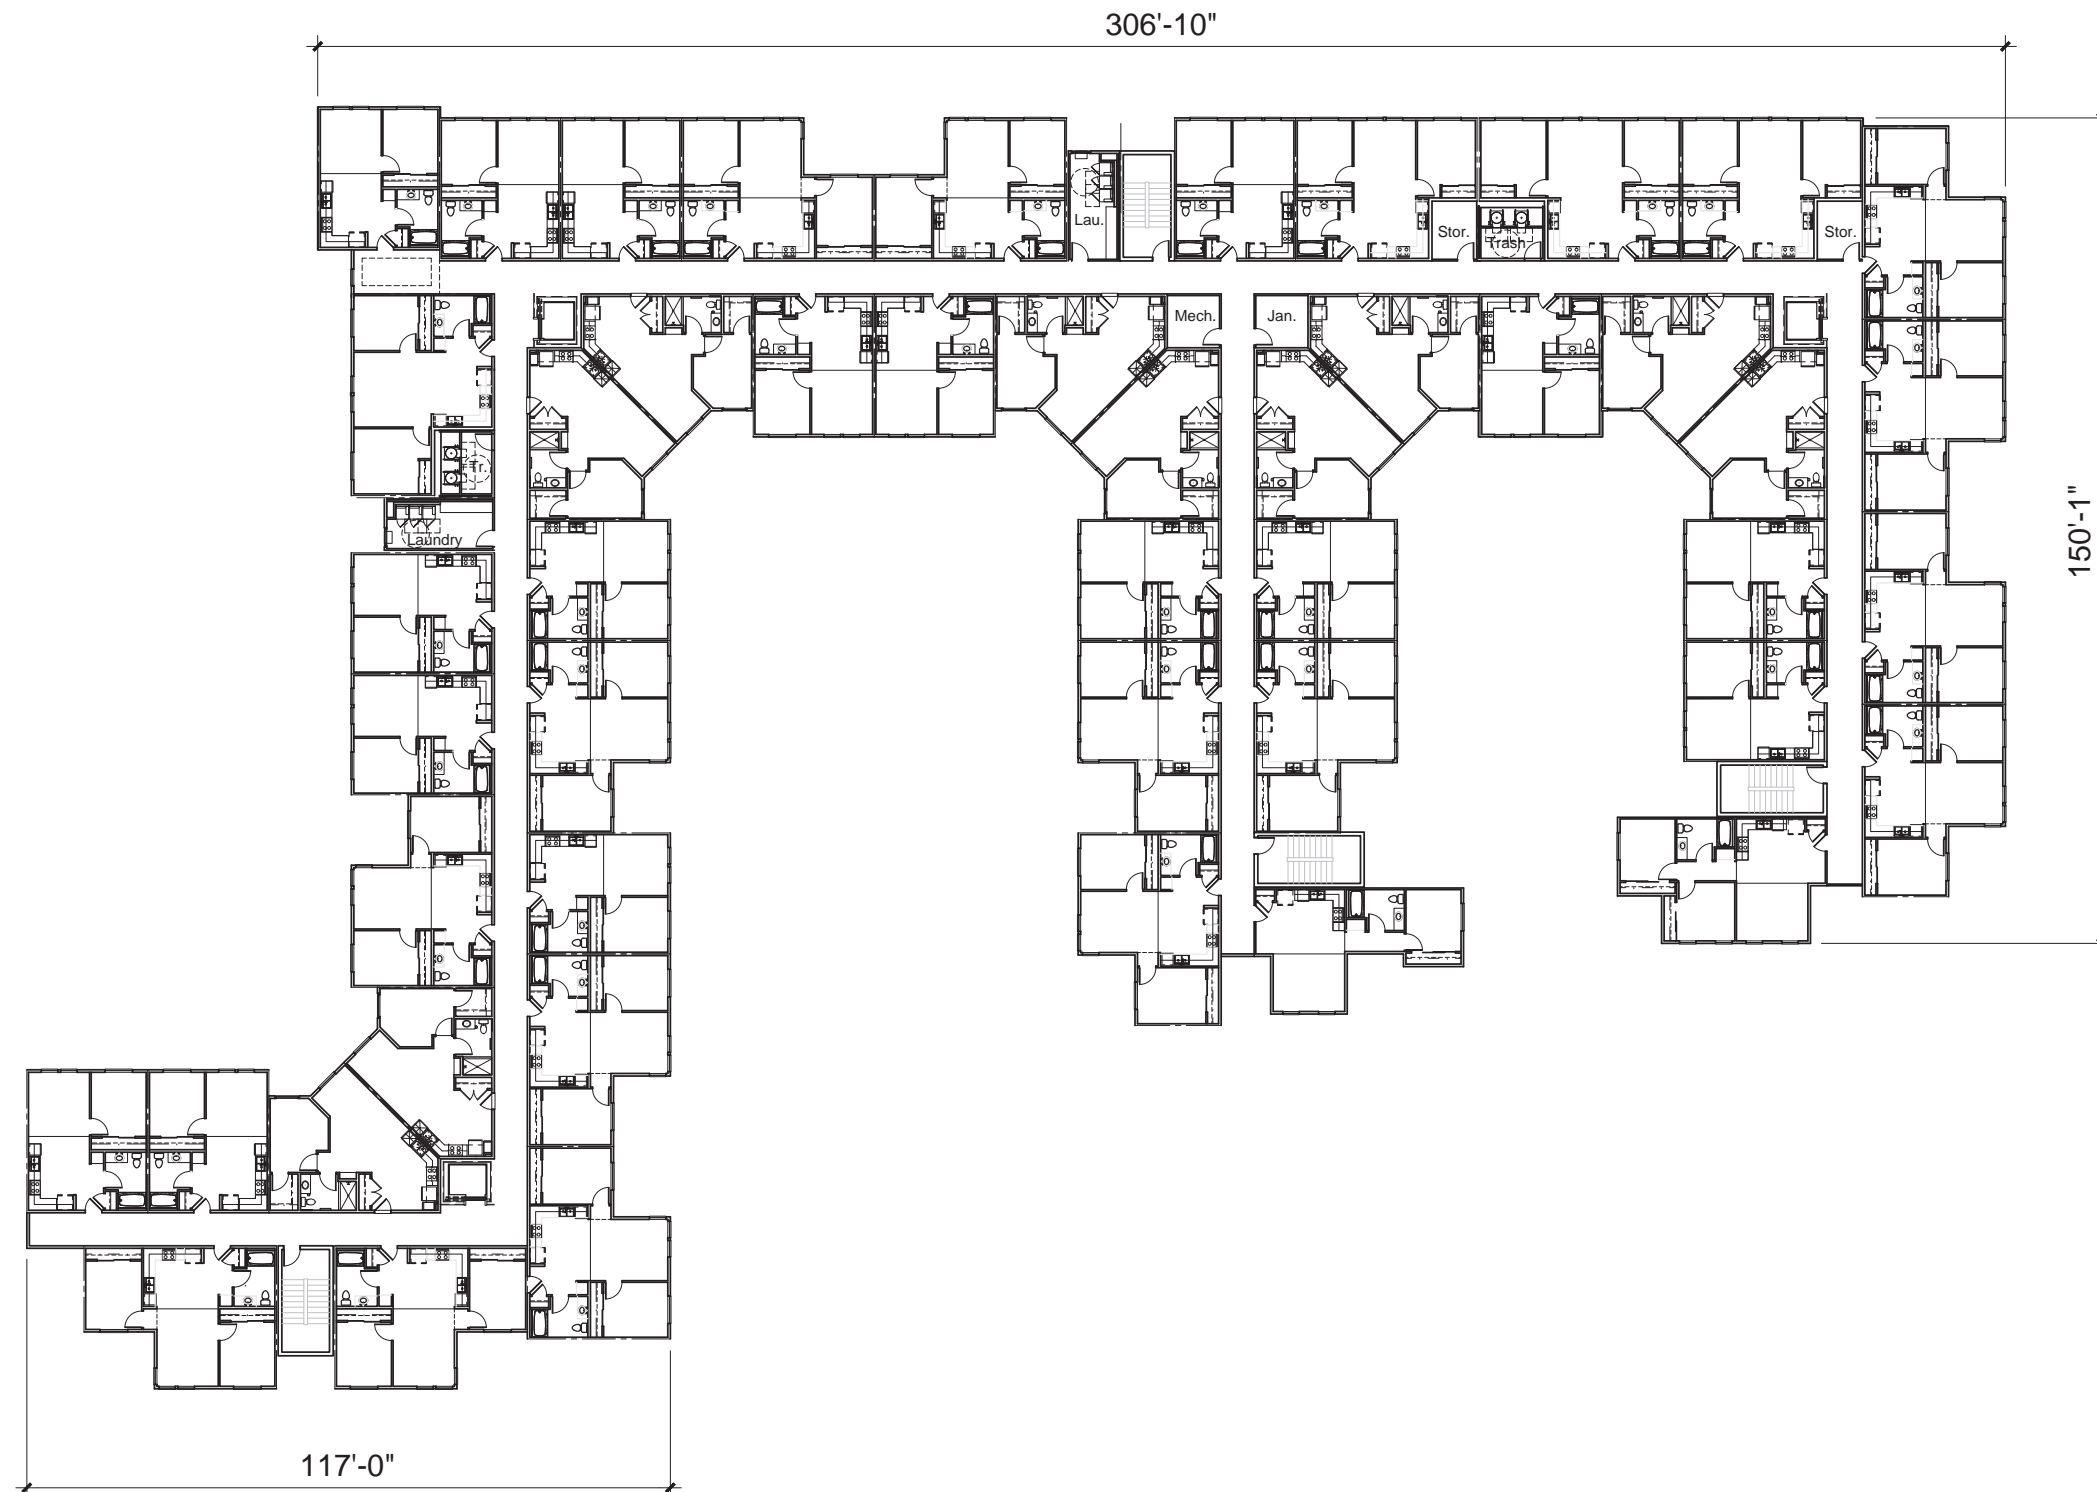 306'-10"
Lau.
Stor.
Trash
Stor.
Mech.
Jan.
Tr.
Laundry
150'-1"
117'-0"